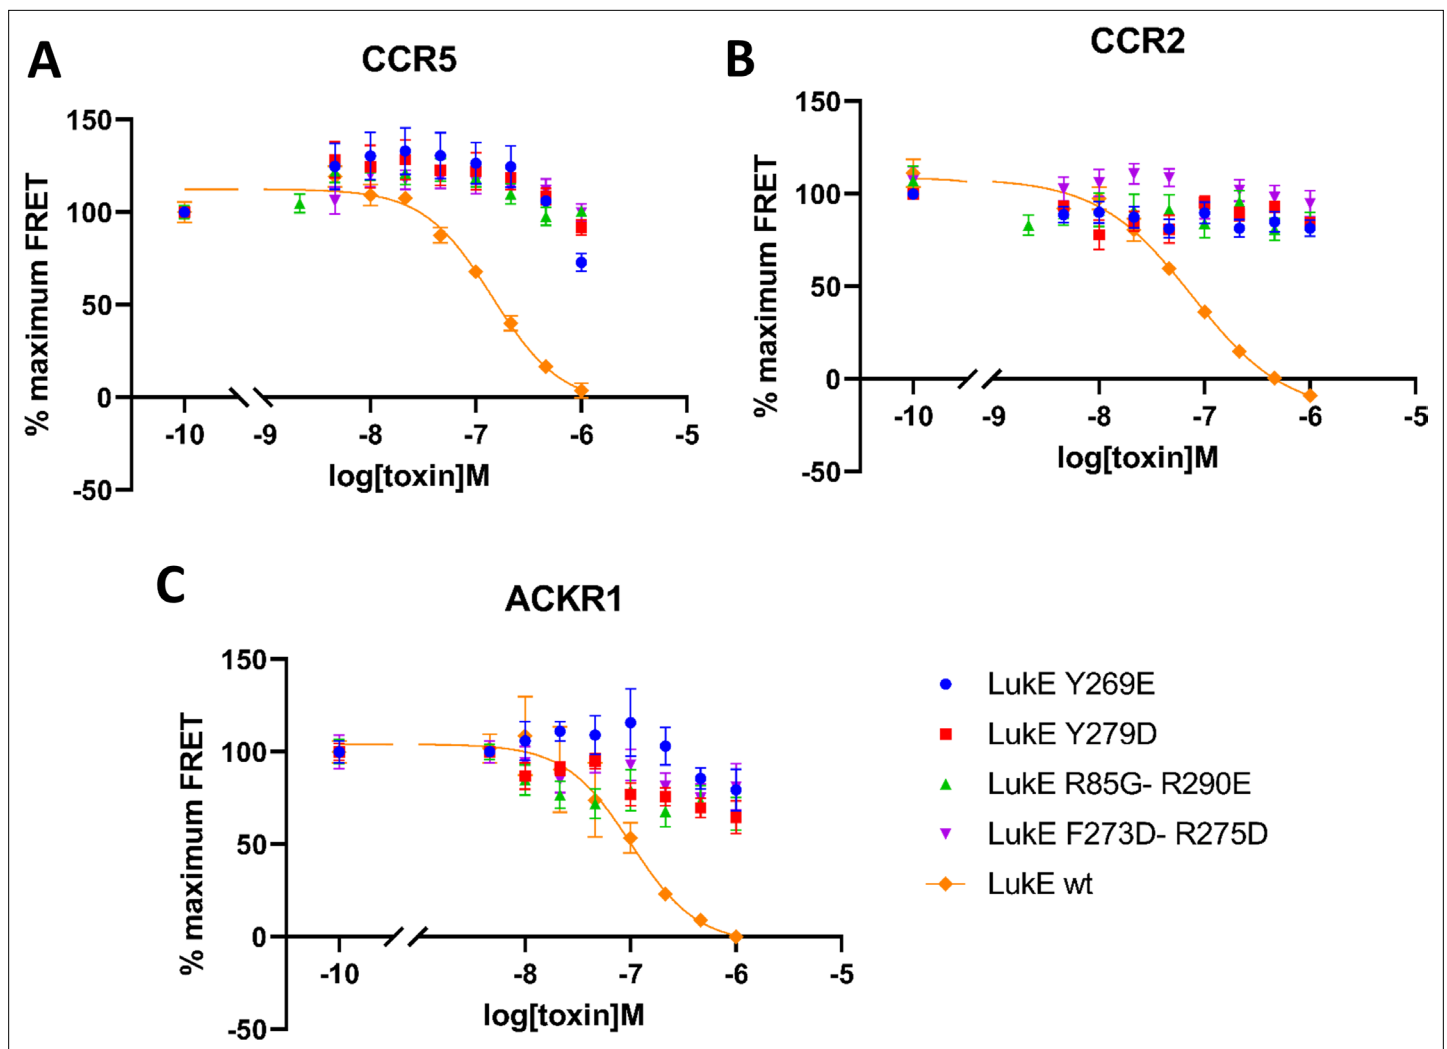 A
CCR5
% maximum FRET
150
100
50
0
-50
-10
-9
-8
-7
-6
-5
log[toxin]M
B
CCR2
% maximum FRET
150
100
50
0
-50
-10
-9
-8
-7
-6
-5
log[toxin]M
C
ACKR1
% maximum FRET
150
100
50
0
-50
-10
-8
-7
-6
-5
log[toxin]M
LukE Y269E
LukE Y279D
LukE R85G- R290E
LukE F273D- R275D
LukE wt